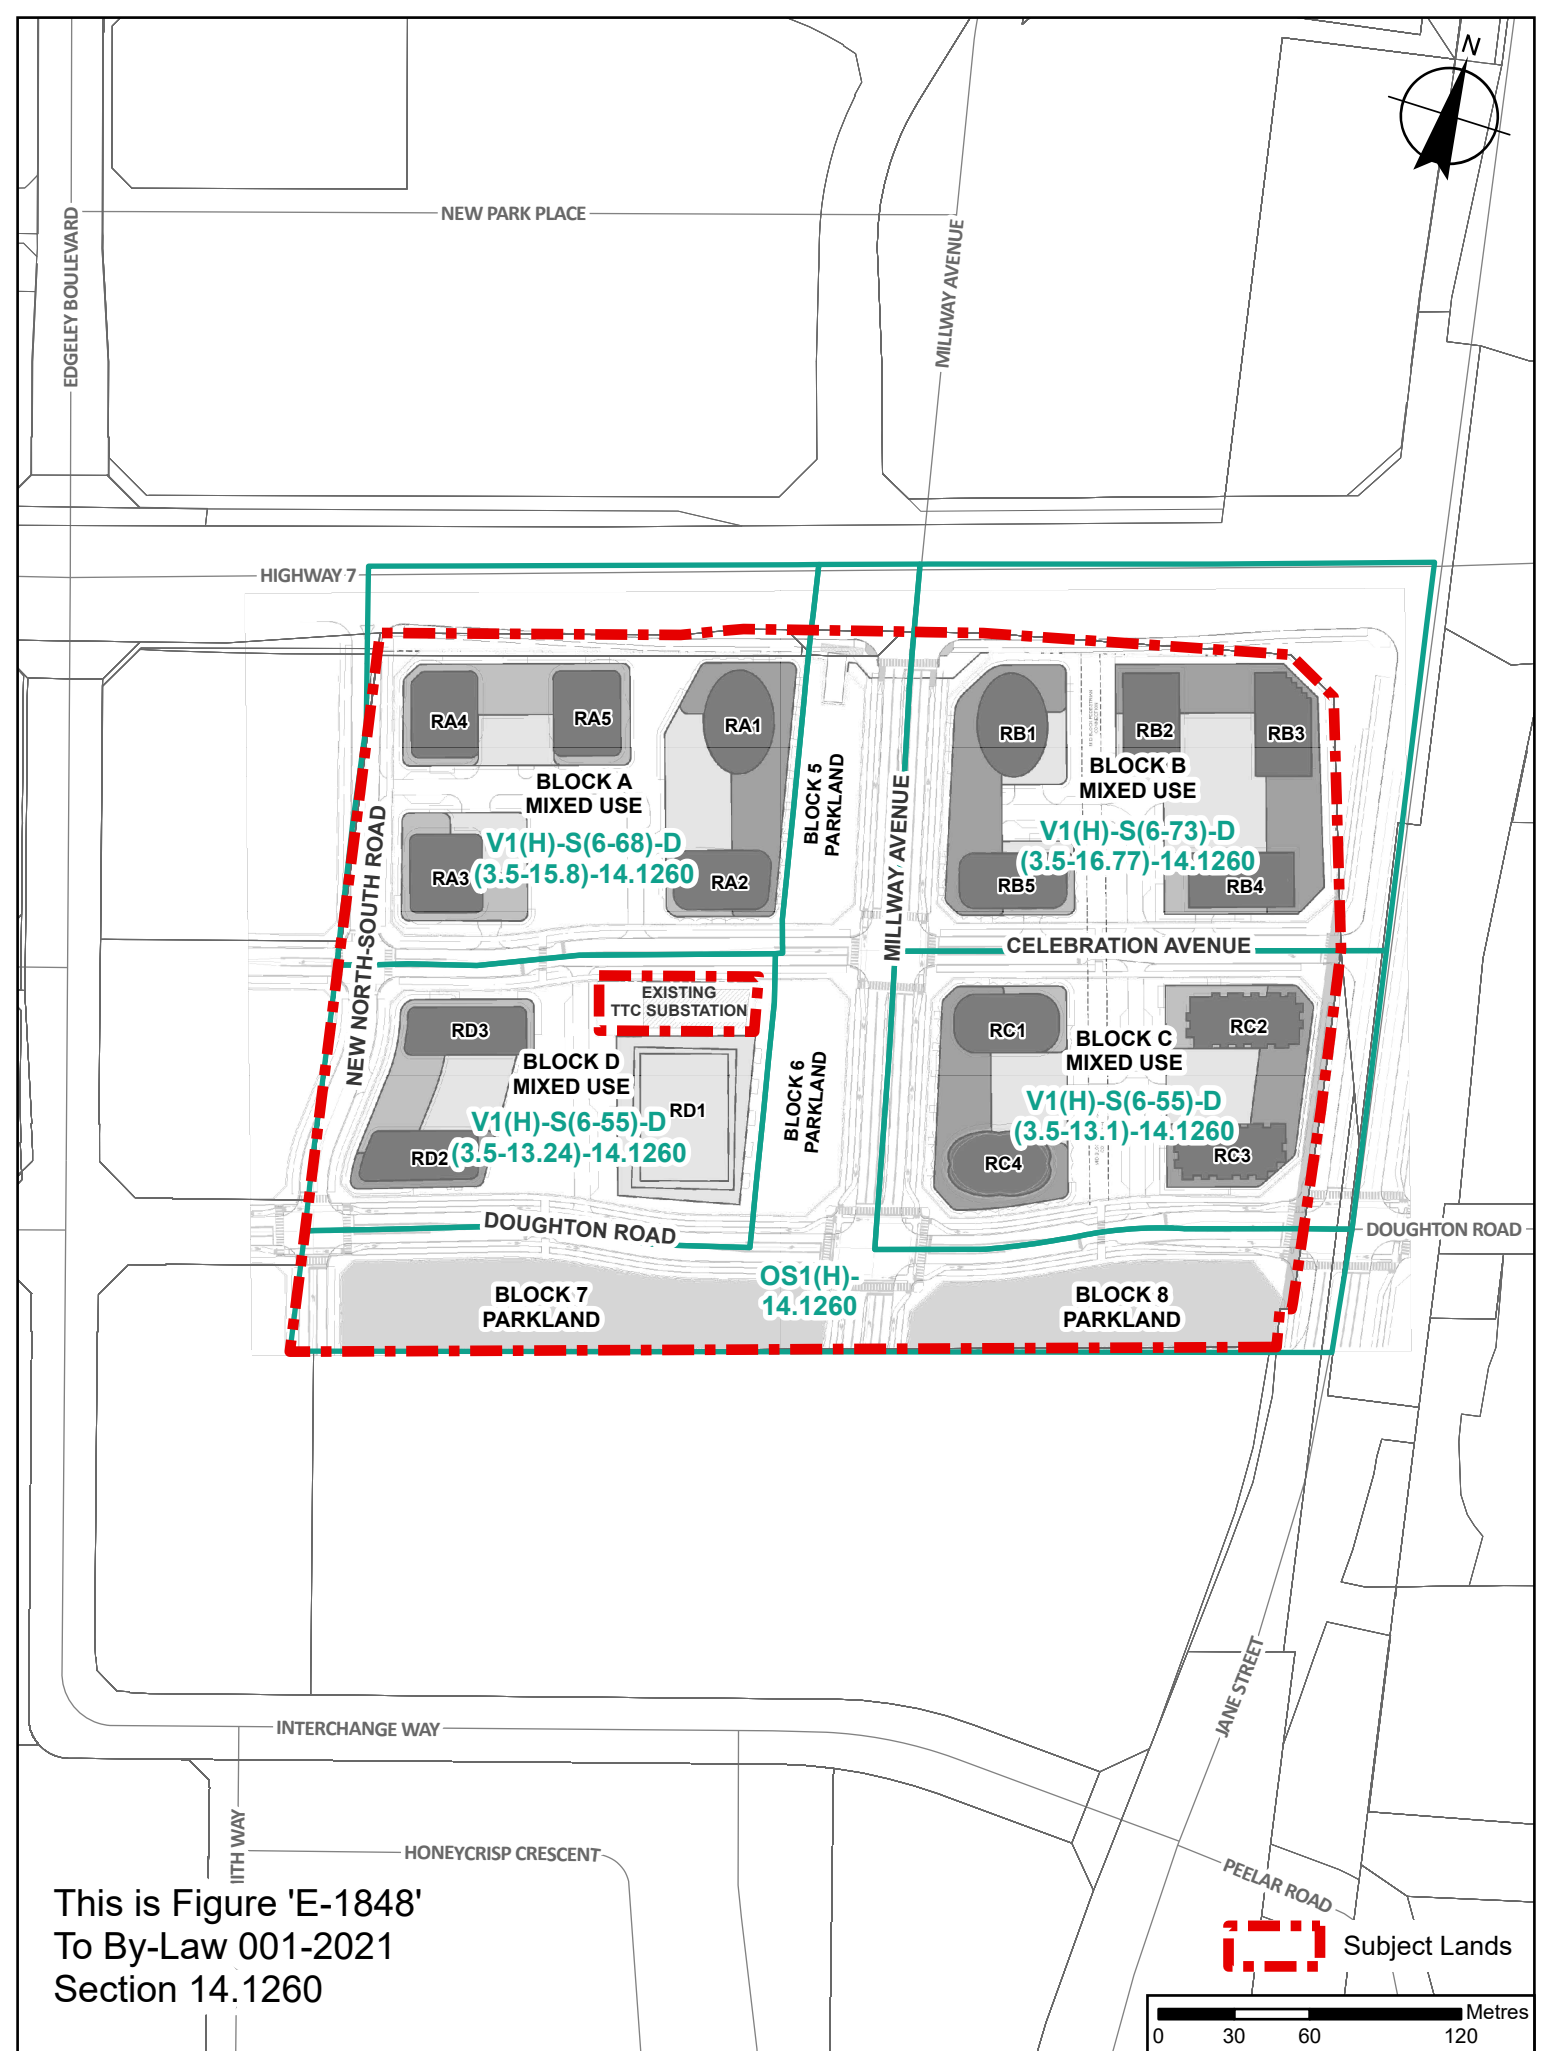 N
NEW PARK PLACE
EDGELEY BOULEVARD
MILLWAY AVENUE
HIGHWAY 7
RA4
RA5
RA1
RB1
RB2
RB3
BLOCK A
MIXED USE
BLOCK 5
PARKLAND
BLOCK B
MIXED USE
V1(H)-S(6-68)-D
(3.5-15.8)-14.1260
V1(H)-S(6-73)-D
(3.5-16.77)-14.1260
RA3
RA2
RB5
RB4
NEW NORTH-SOUTH ROAD
MILLWAY AVENUE
CELEBRATION AVENUE
EXISTING
TTC SUBSTATION
RD3
RC1
RC2
BLOCK D
MIXED USE
BLOCK 6
PARKLAND
BLOCK C
MIXED USE
RD1
V1(H)-S(6-55)-D
(3.5-13.24)-14.1260
V1(H)-S(6-55)-D
(3.5-13.1)-14.1260
RD2
RC4
RC3
DOUGHTON ROAD
DOUGHTON ROAD
OS1(H)-
14.1260
BLOCK 7
PARKLAND
BLOCK 8
PARKLAND
JANE STREET
INTERCHANGE WAY
IITH WAY
HONEYCRISP CRESCENT
PEELAR ROAD
This is Figure 'E-1848'
To By-Law 001-2021
Section 14.1260
Subject Lands
Metres
0 30 60 120